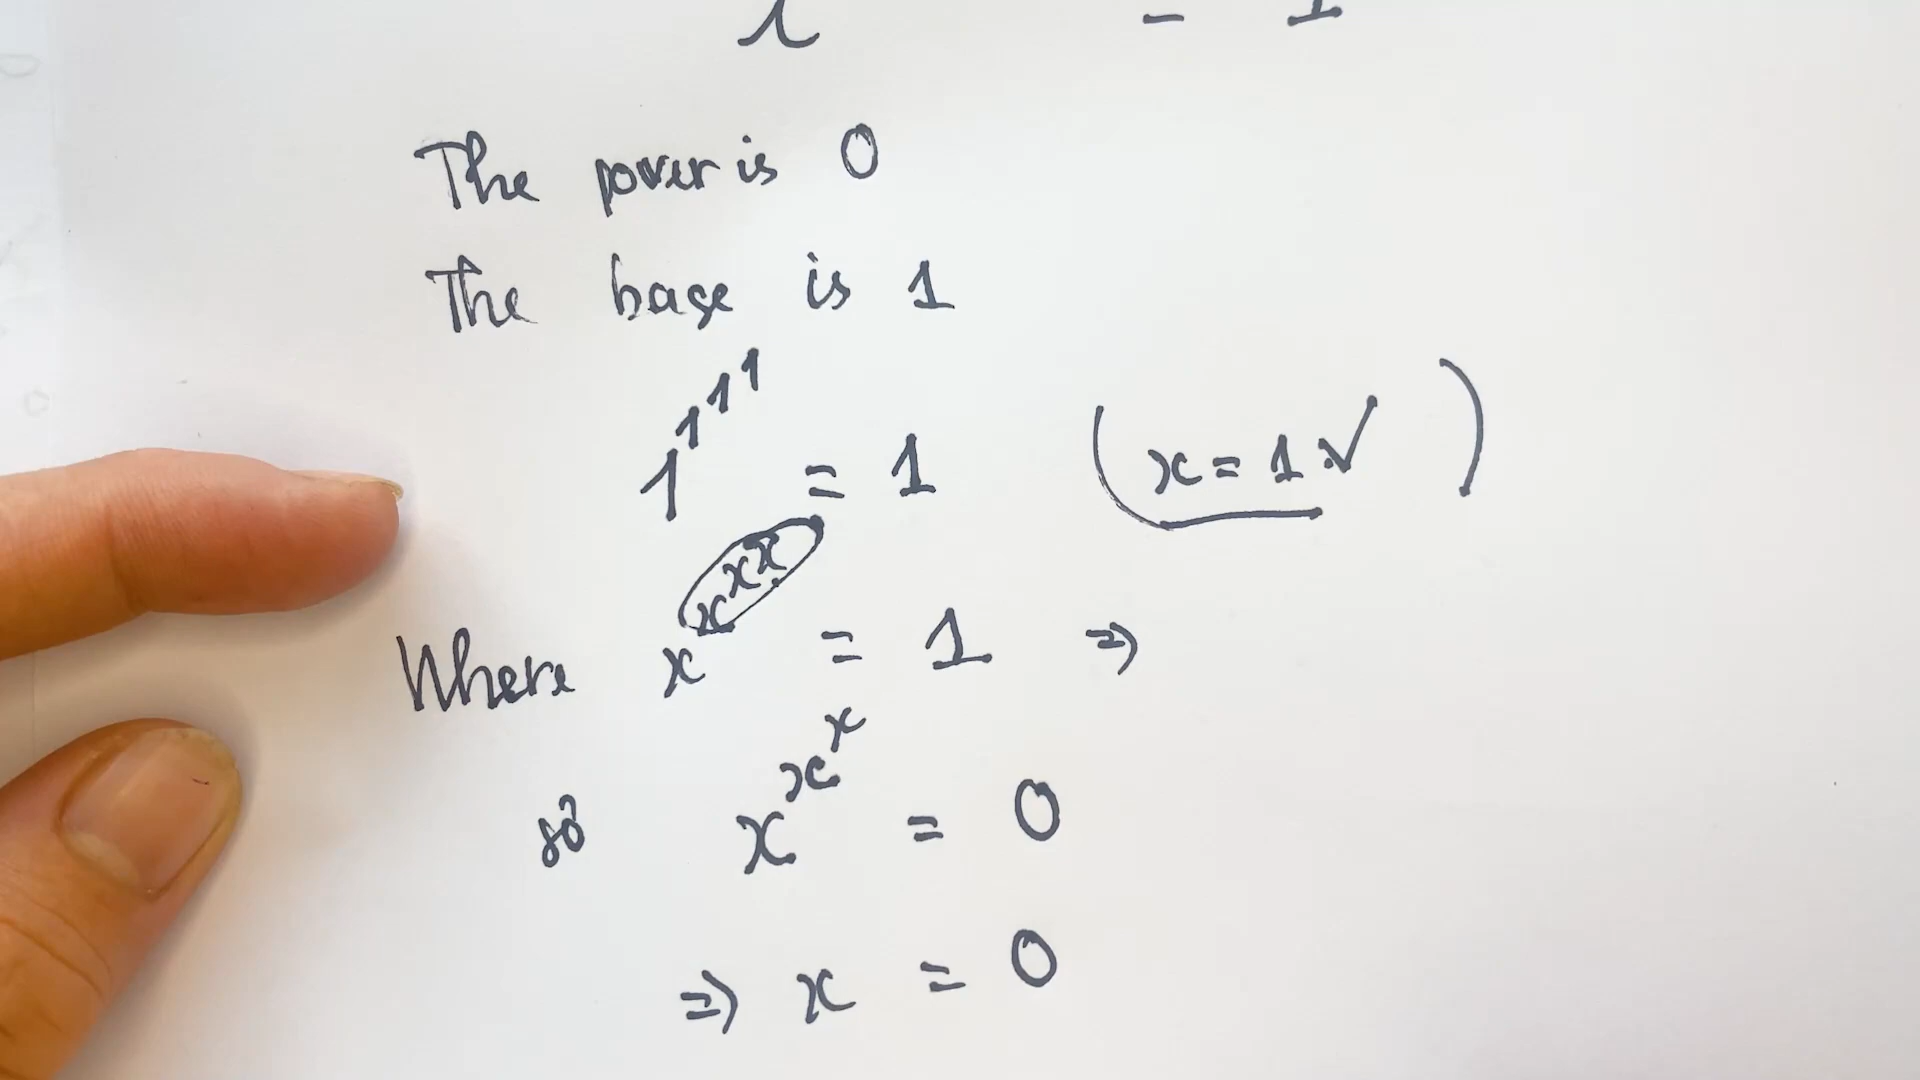 = 1
The power is 0
The base is 1
1^1^1^1 = 1 (x = 1 ✓)
Where x^x^x^x = 1 ⇒
so x^x^x = 0
⇒ x = 0